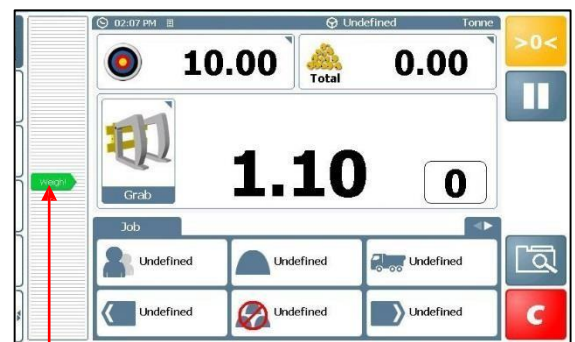 02:07 PM Undefined Tonne
>0<
10.00 Total 0.00
Weigh!
Grab 1.10 0
Job
Undefined Undefined Undefined
Undefined Undefined Undefined
C